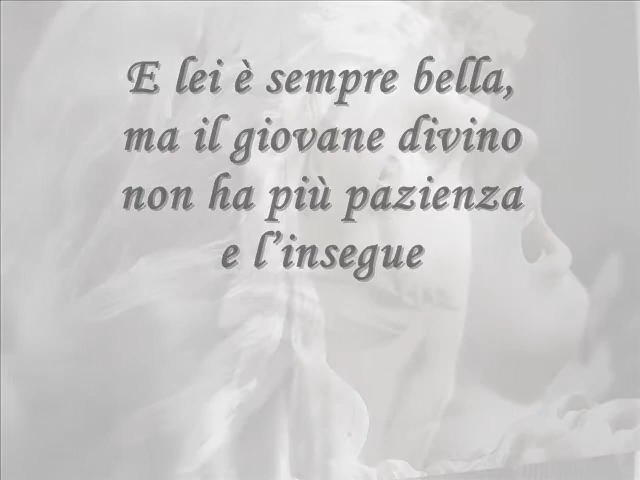 E lei è sempre bella,
ma il giovane divino
non ha più pazienza
e l’insegue